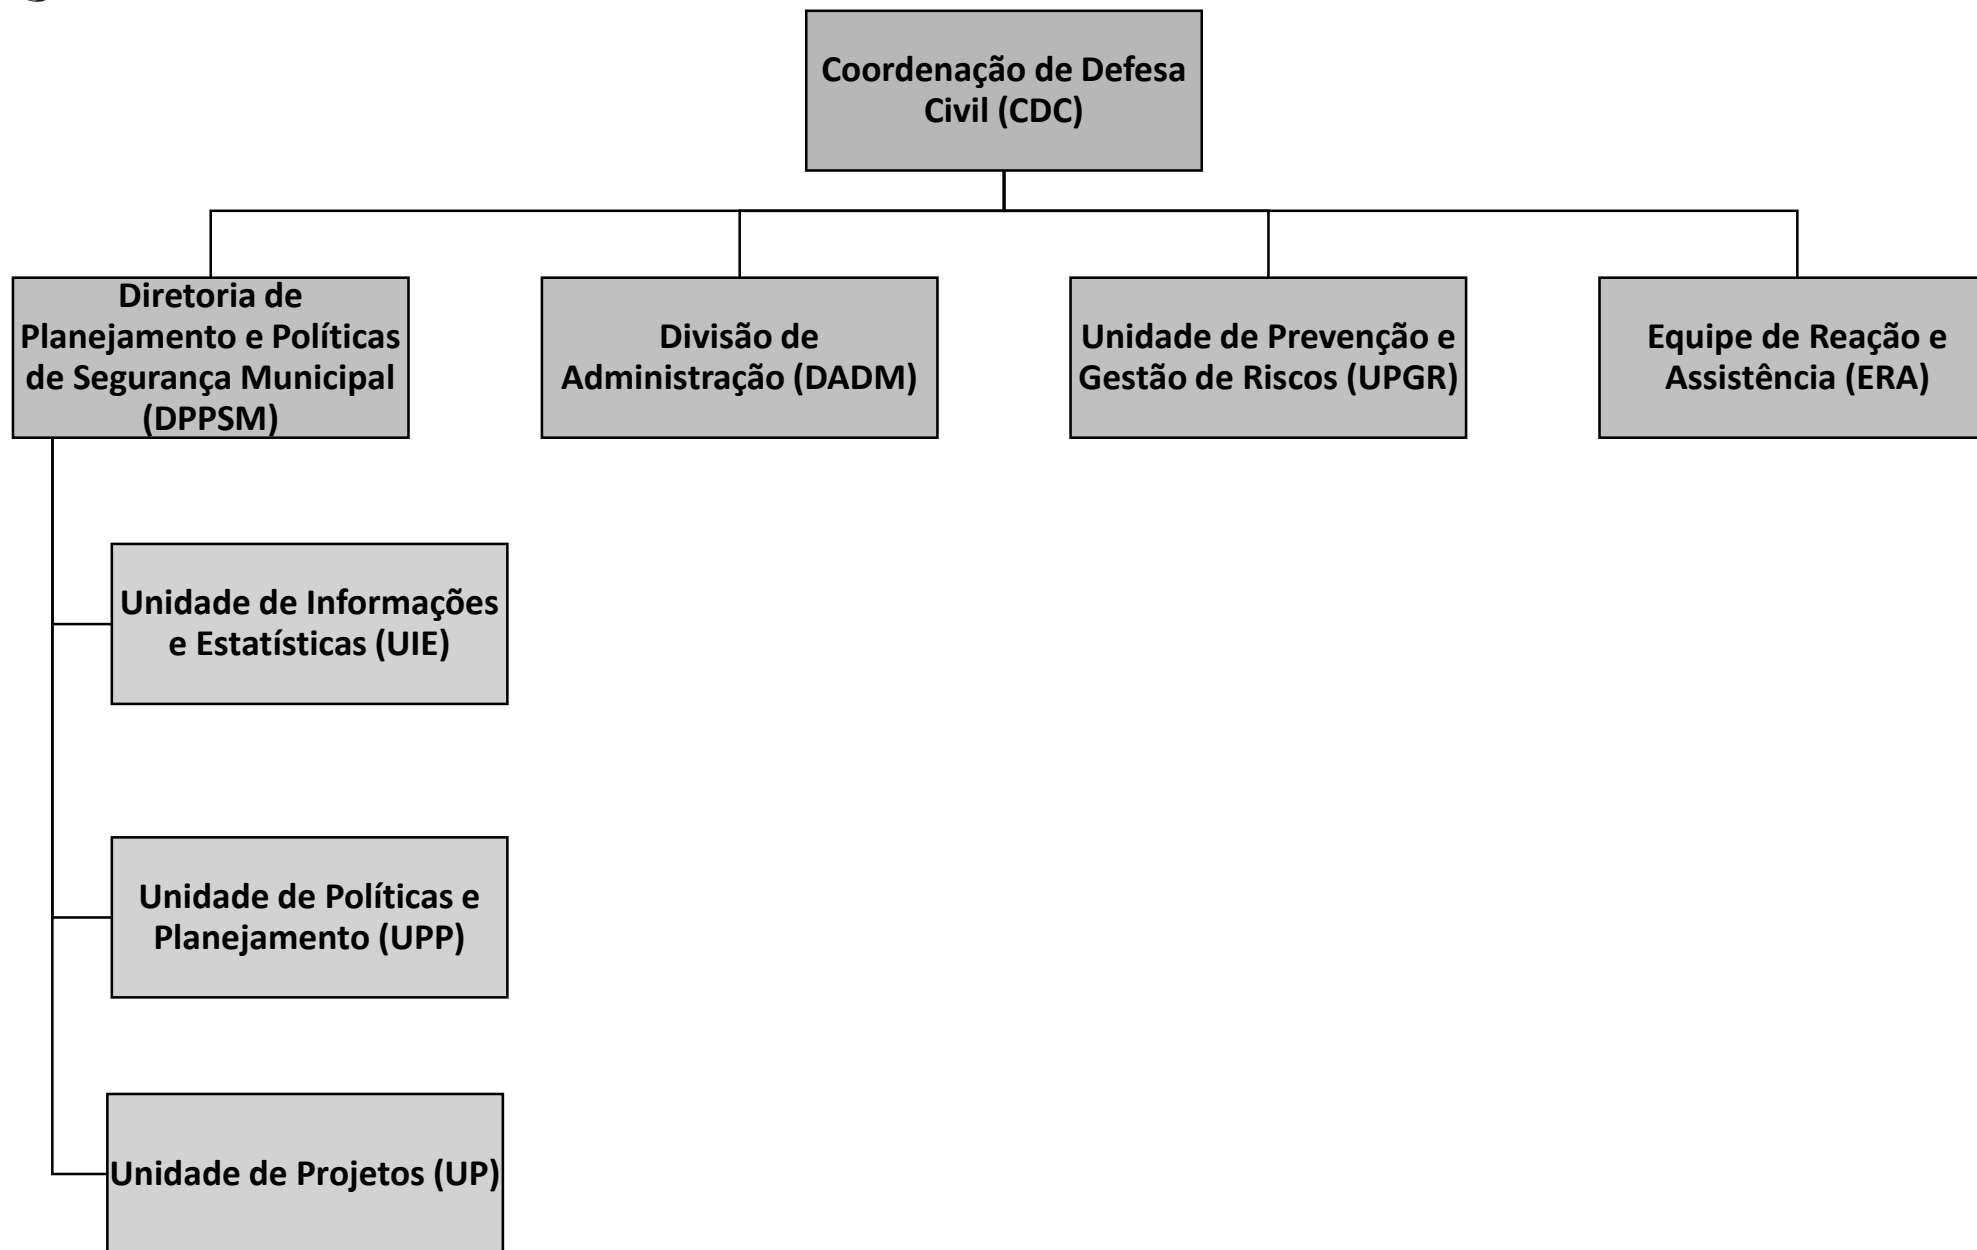 Coordenação de Defesa
Civil (CDC)
Diretoria de
Planejamento e Políticas
de Segurança Municipal
(DPPSM)
Divisão de
Administração (DADM)
Unidade de Prevenção e
Gestão de Riscos (UPGR)
Equipe de Reação e
Assistência (ERA)
Unidade de Informações
e Estatísticas (UIE)
Unidade de Políticas e
Planejamento (UPP)
Unidade de Projetos (UP)